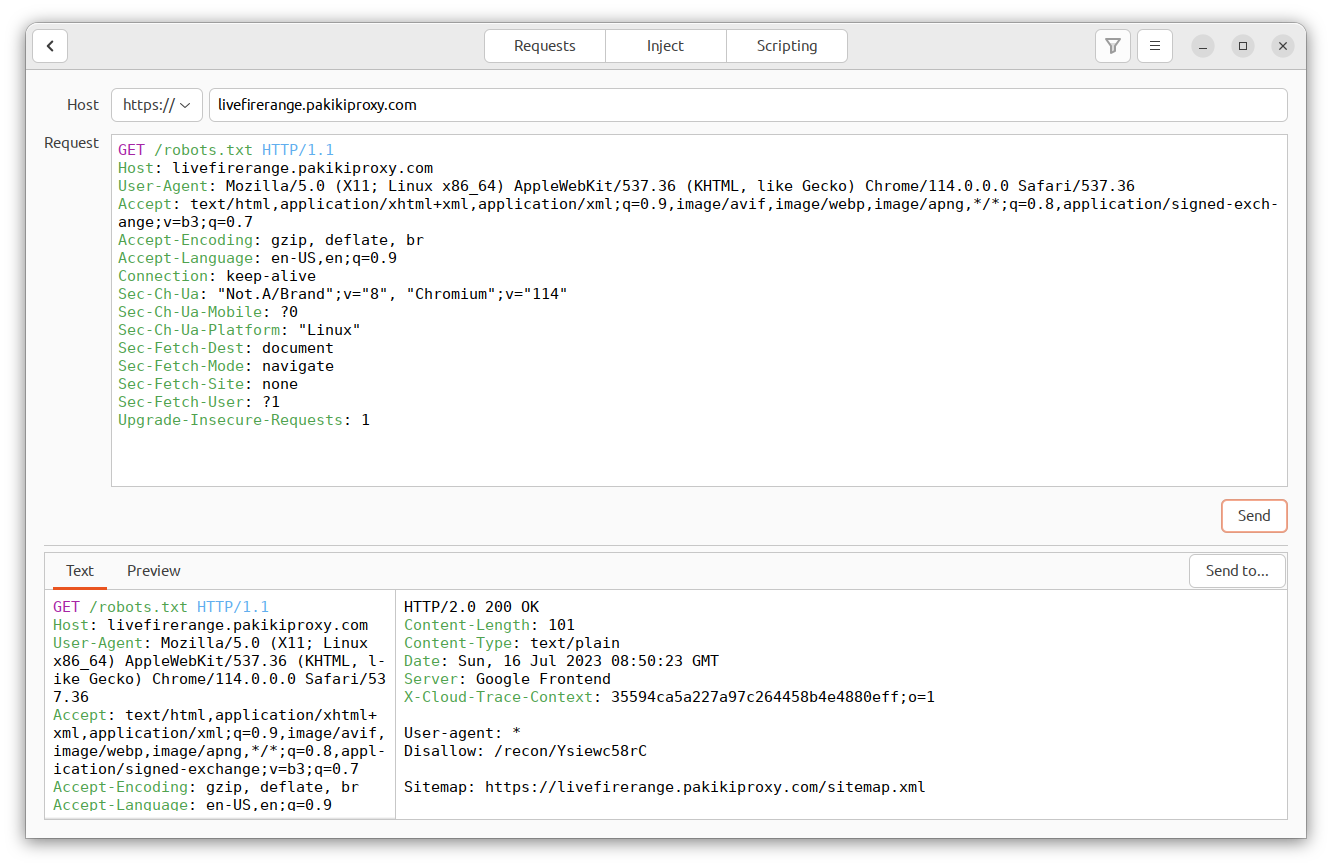 Requests Inject Scripting
Host https:// livefirerange.pakikiproxy.com
Request
GET /robots.txt HTTP/1.1
Host: livefirerange.pakikiproxy.com
User-Agent: Mozilla/5.0 (X11; Linux x86_64) AppleWebKit/537.36 (KHTML, like Gecko) Chrome/114.0.0.0 Safari/537.36
Accept: text/html,application/xhtml+xml,application/xml;q=0.9,image/avif,image/webp,image/apng,*/*;q=0.8,application/signed-exch-
ange;v=b3;q=0.7
Accept-Encoding: gzip, deflate, br
Accept-Language: en-US,en;q=0.9
Connection: keep-alive
Sec-Ch-Ua: "Not.A/Brand";v="8", "Chromium";v="114"
Sec-Ch-Ua-Mobile: ?0
Sec-Ch-Ua-Platform: "Linux"
Sec-Fetch-Dest: document
Sec-Fetch-Mode: navigate
Sec-Fetch-Site: none
Sec-Fetch-User: ?1
Upgrade-Insecure-Requests: 1
Send
Text Preview Send to...
GET /robots.txt HTTP/1.1
Host: livefirerange.pakikiproxy.com
User-Agent: Mozilla/5.0 (X11; Linux
x86_64) AppleWebKit/537.36 (KHTML, l-
ike Gecko) Chrome/114.0.0.0 Safari/53
7.36
Accept: text/html,application/xhtml+
xml,application/xml;q=0.9,image/avif,
image/webp,image/apng,*/*;q=0.8,appl-
ication/signed-exchange;v=b3;q=0.7
Accept-Encoding: gzip, deflate, br
Accept-Language: en-US,en;q=0.9
HTTP/2.0 200 OK
Content-Length: 101
Content-Type: text/plain
Date: Sun, 16 Jul 2023 08:50:23 GMT
Server: Google Frontend
X-Cloud-Trace-Context: 35594ca5a227a97c264458b4e4880eff;o=1
User-agent: *
Disallow: /recon/Ysiewc58rC
Sitemap: https://livefirerange.pakikiproxy.com/sitemap.xml